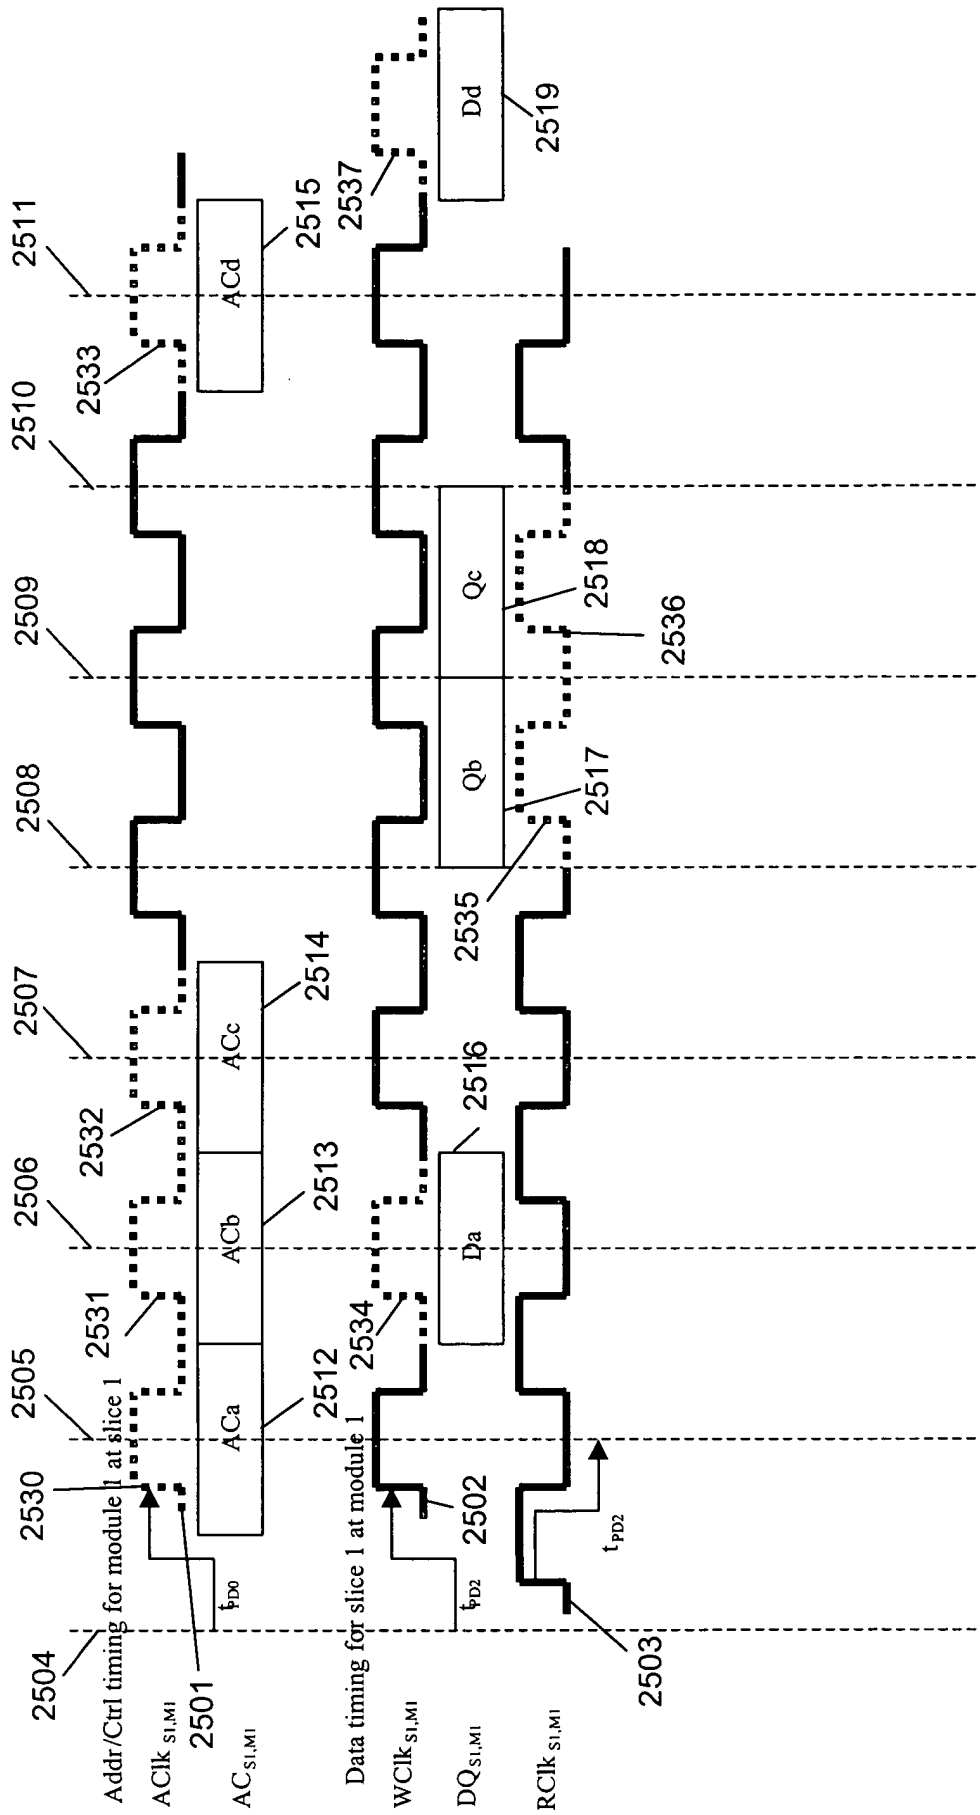 2504
2505
2506
2507
2508
2509
2510
2511
Addr/Ctrl timing for module 1 at slice 1
2530
2531
2532
2533
AClk S1,M1
2501
tPD0
AC S1,M1
ACa
ACb
ACc
ACd
2512
2513
2514
2515
Data timing for slice 1 at module 1
2534
2537
WClk S1,M1
2502
tPD2
DQ S1,M1
Da
2516
Qb
Qc
Dd
2535
2517
2518
2519
RClk S1,M1
2503
tPD2
2536